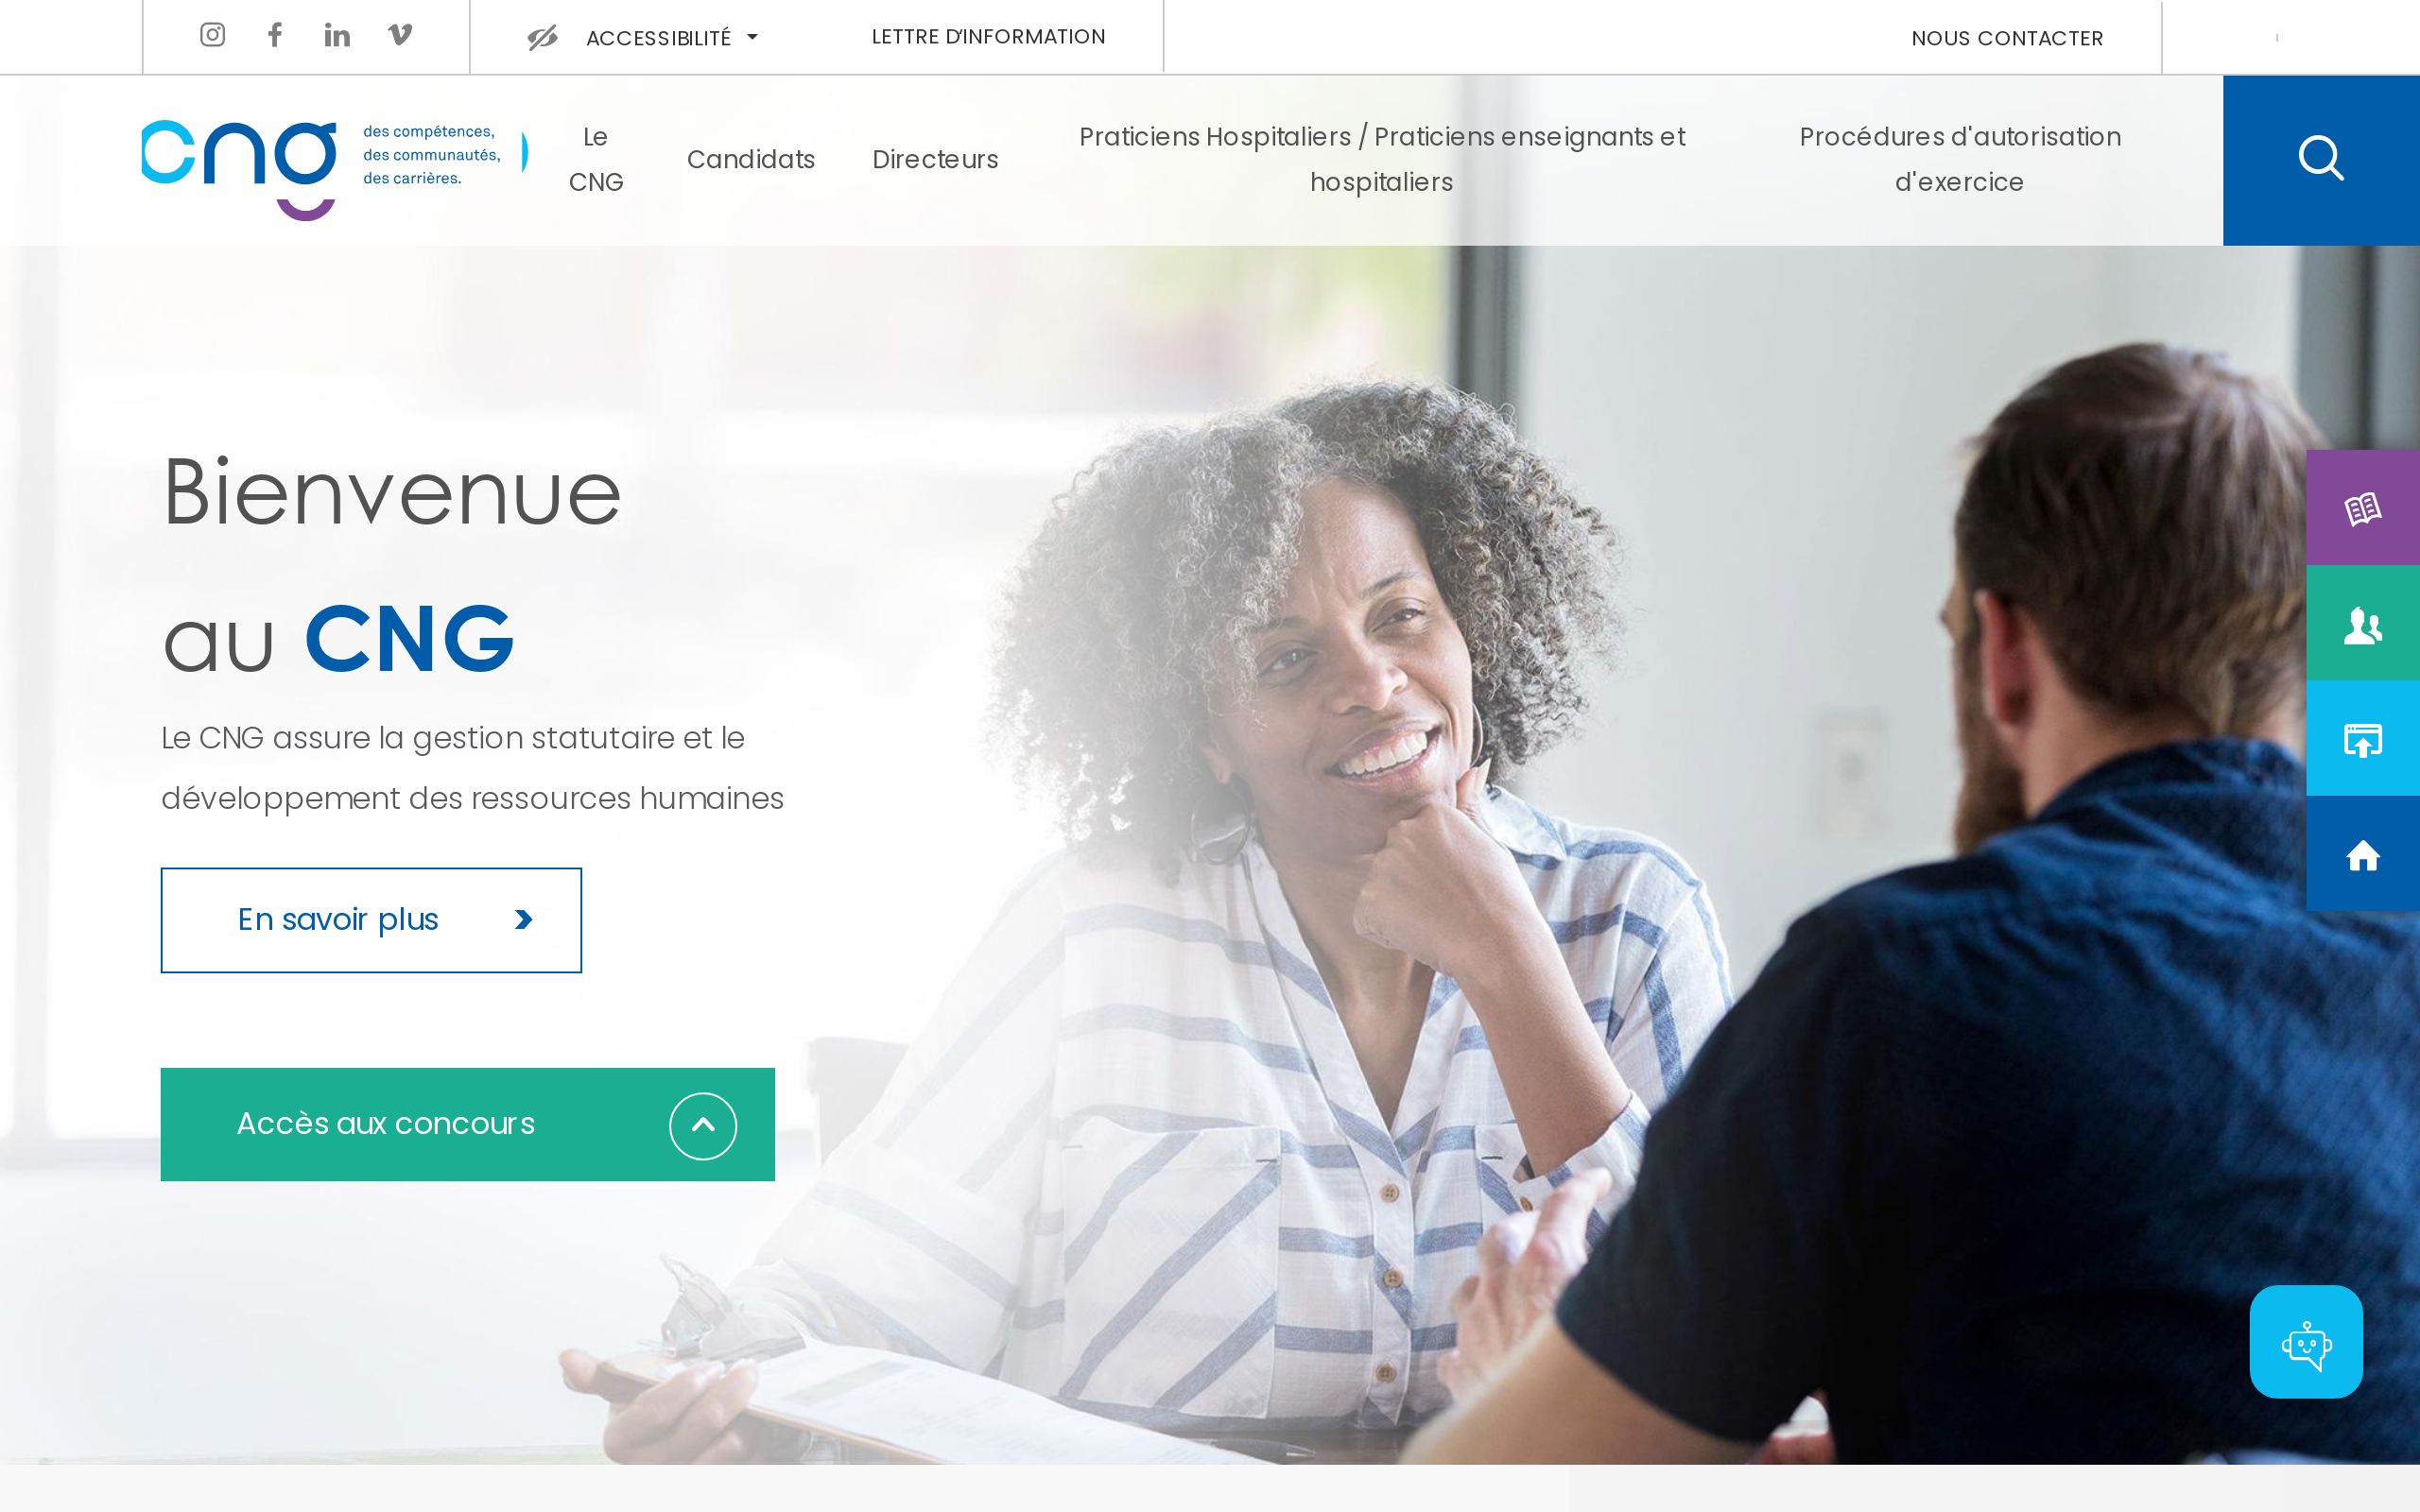 ACCESSIBILITÉ
LETTRE D'INFORMATION
NOUS CONTACTER
cng
des compétences,
des communautés,
des carrières.
Le
CNG
Candidats
Directeurs
Praticiens Hospitaliers / Praticiens enseignants et
hospitaliers
Procédures d'autorisation
d'exercice
Bienvenue
au CNG
Le CNG assure la gestion statutaire et le
développement des ressources humaines
En savoir plus
Accès aux concours